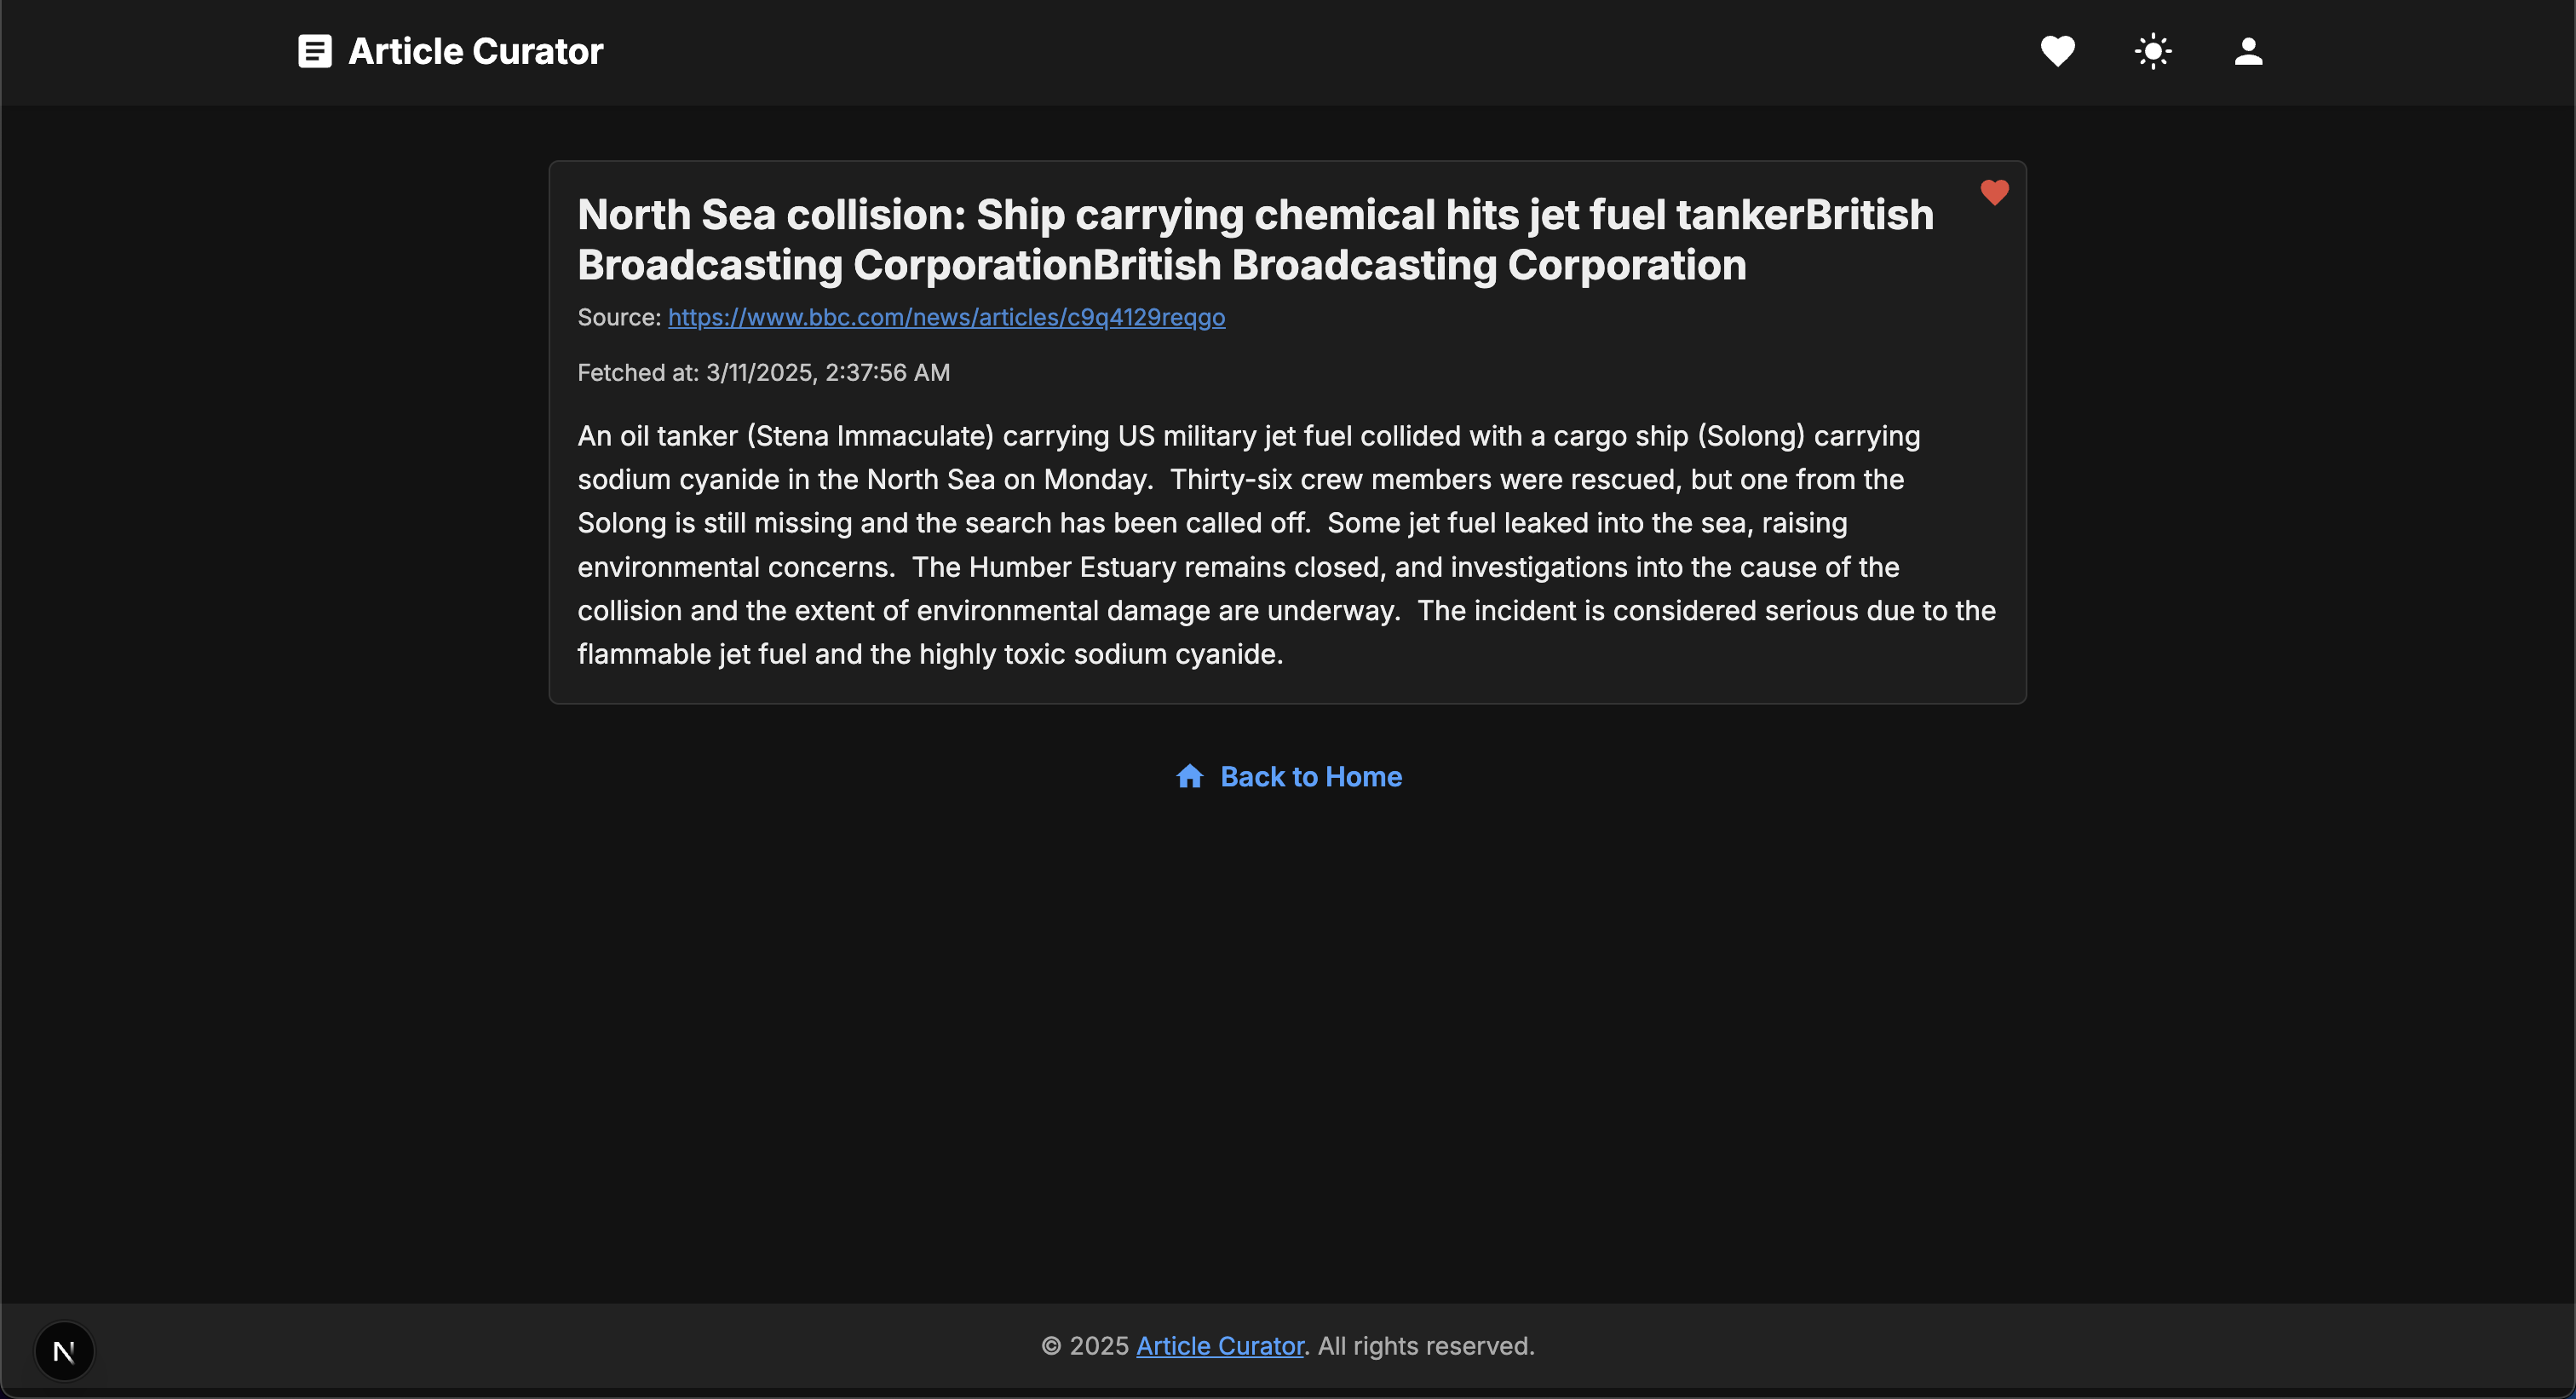 Article Curator
North Sea collision: Ship carrying chemical hits jet fuel tankerBritish
Broadcasting CorporationBritish Broadcasting Corporation
Source: https://www.bbc.com/news/articles/c9q4129reqgo
Fetched at: 3/11/2025, 2:37:56 AM
An oil tanker (Stena Immaculate) carrying US military jet fuel collided with a cargo ship (Solong) carrying
sodium cyanide in the North Sea on Monday.  Thirty-six crew members were rescued, but one from the
Solong is still missing and the search has been called off.  Some jet fuel leaked into the sea, raising
environmental concerns.  The Humber Estuary remains closed, and investigations into the cause of the
collision and the extent of environmental damage are underway.  The incident is considered serious due to the
flammable jet fuel and the highly toxic sodium cyanide.
Back to Home
© 2025 Article Curator. All rights reserved.
N